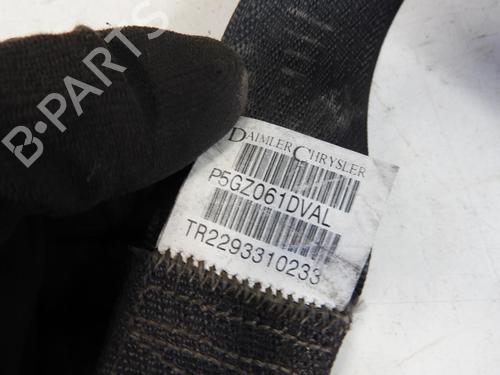 B-PARTS
DAIMLERCHRYSLER
P5GZ061DVAL
TR2293310233